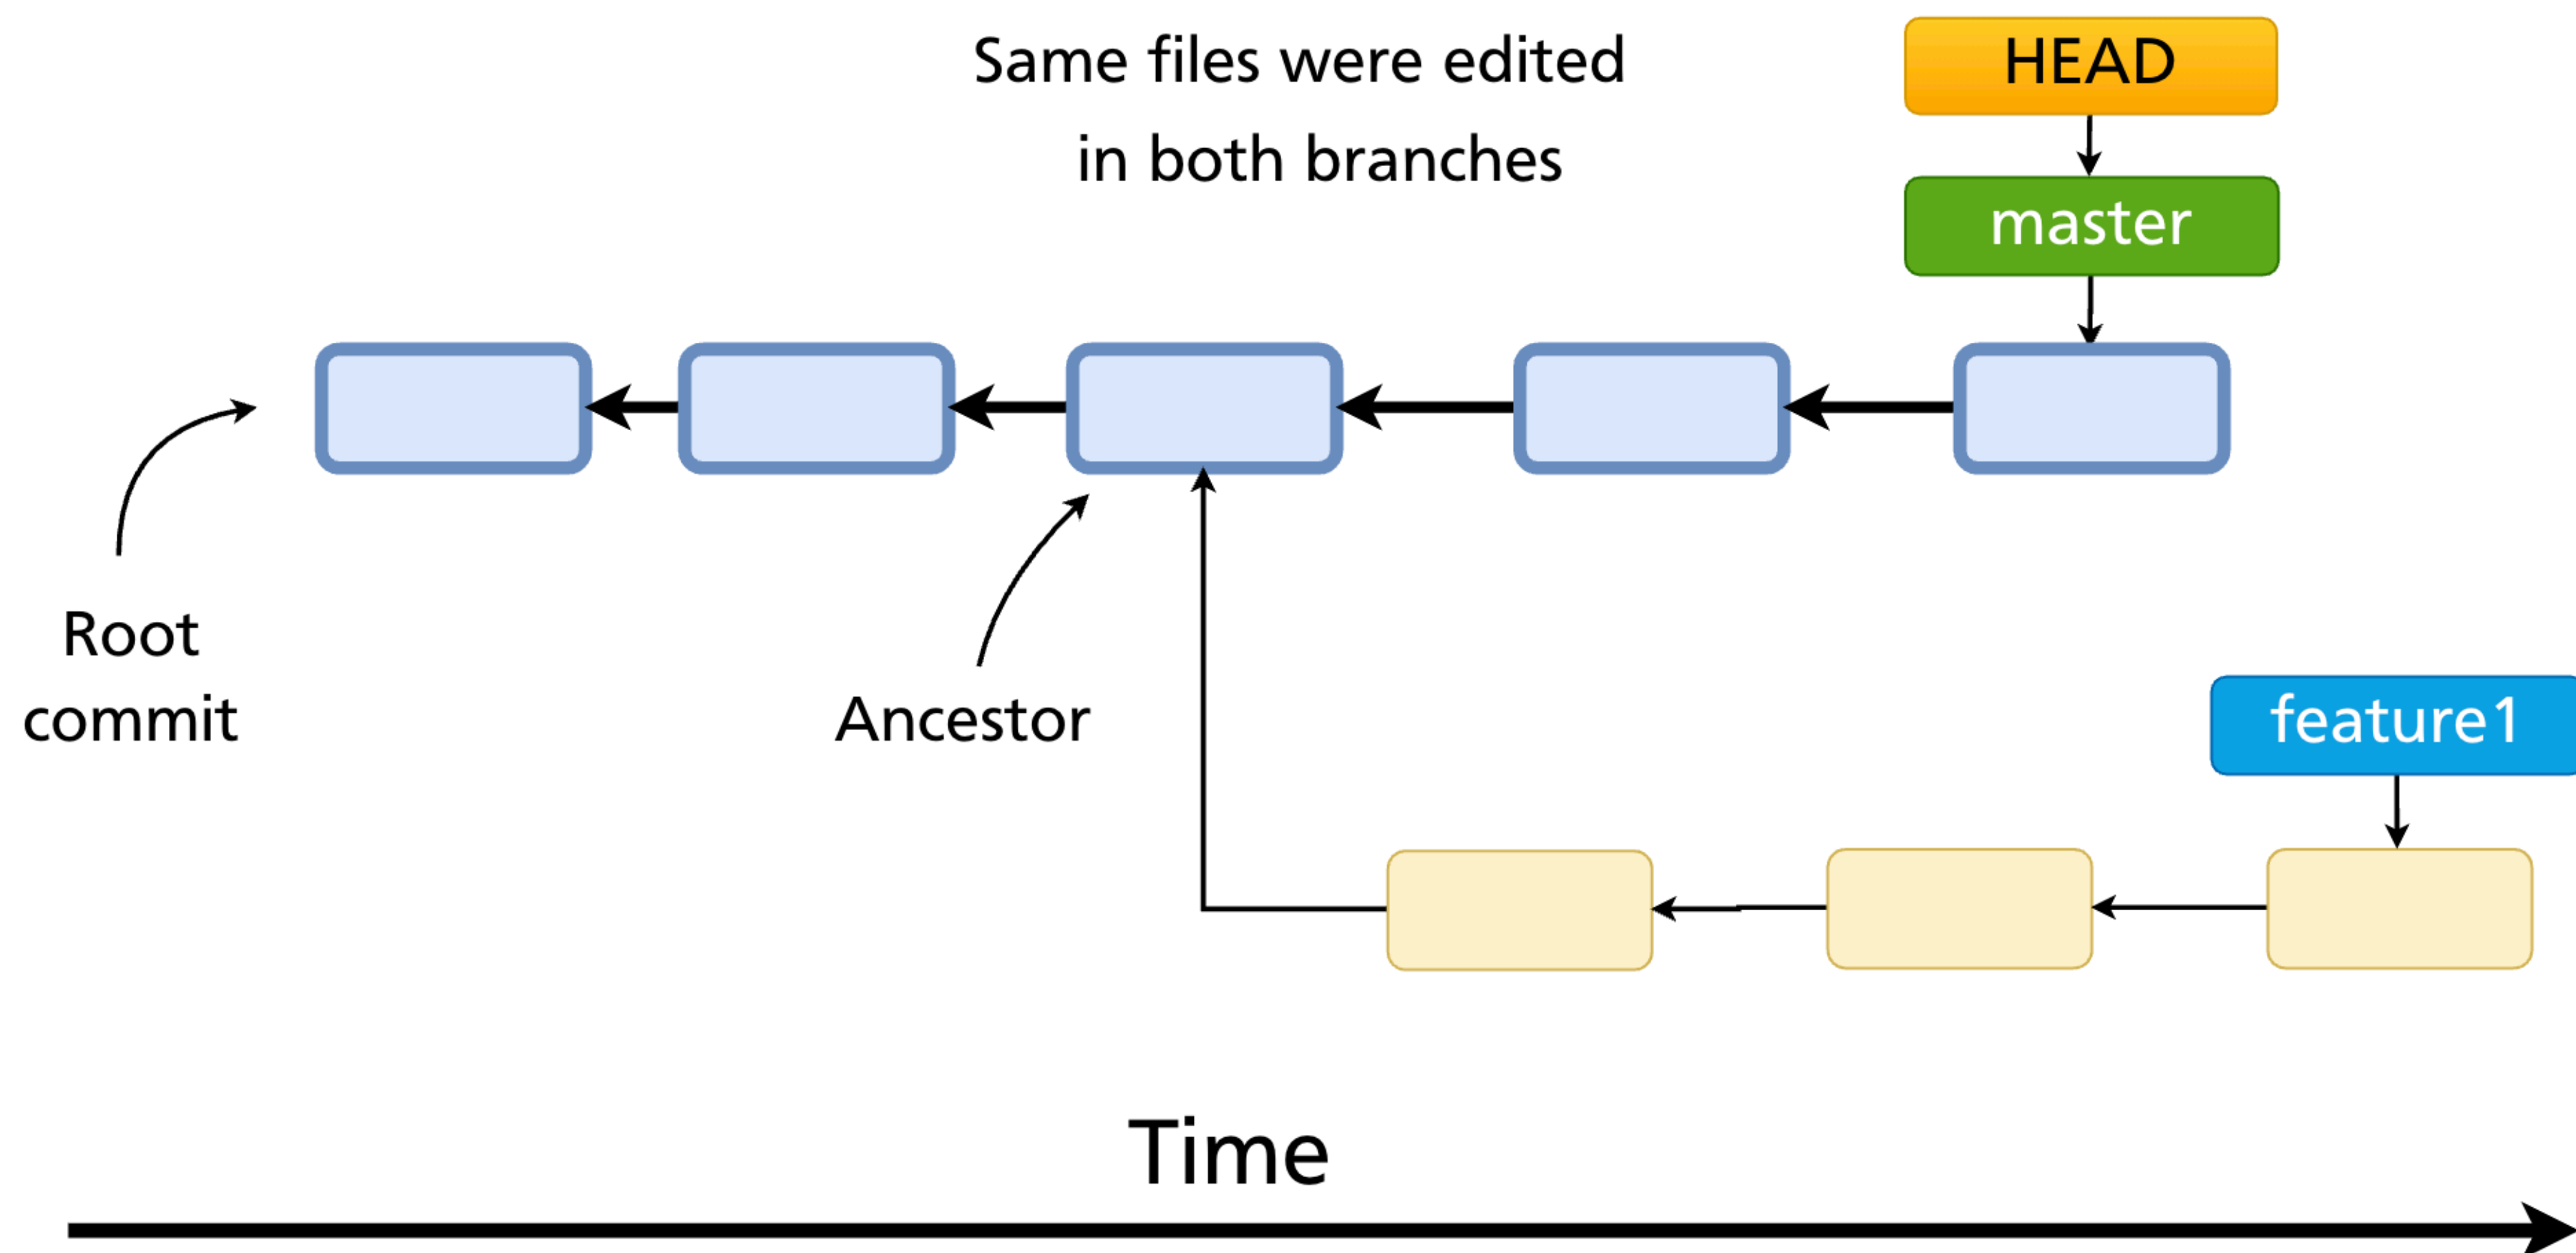 Same files were edited
in both branches
HEAD
master
Root
commit
Ancestor
feature1
Time